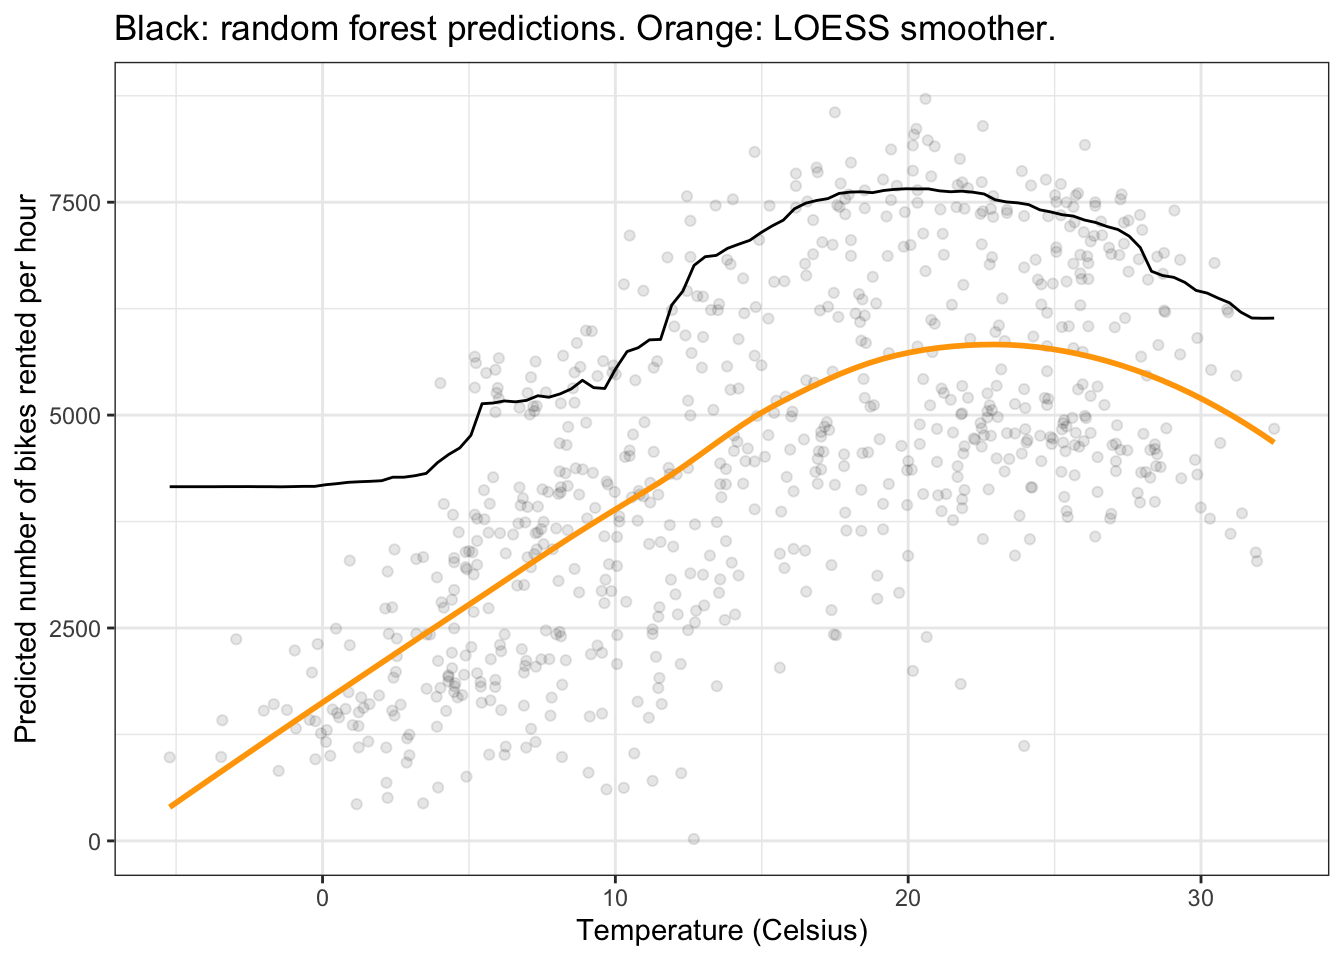 Black: random forest predictions. Orange: LOESS smoother.
Predicted number of bikes rented per hour
7500
5000
2500
0
0 10 20 30
Temperature (Celsius)